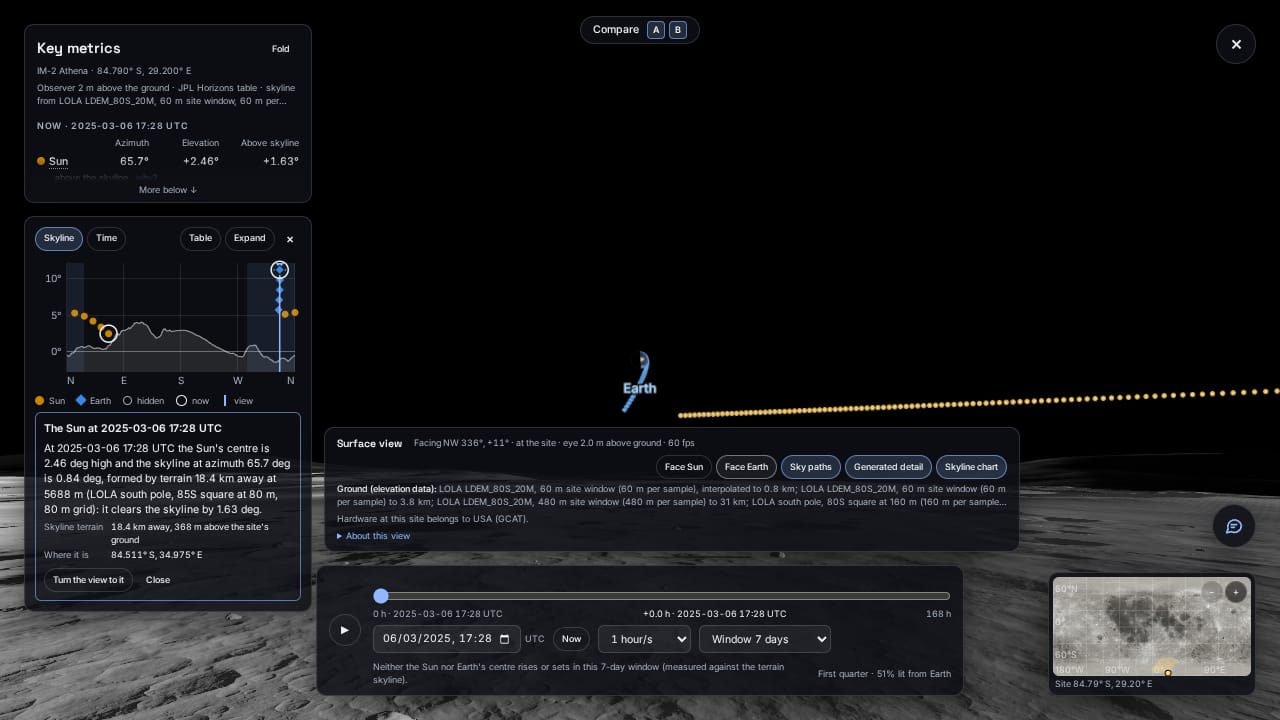 Compare A B
Key metrics Fold
IM-2 Athena · 84.790° S, 29.200° E
Observer 2 m above the ground · JPL Horizons table · skyline
from LOLA LDEM_80S_20M, 60 m site window, 60 m per...
NOW · 2025-03-06 17:28 UTC
Azimuth Elevation Above skyline
Sun 65.7° +2.46° +1.63°
above the skyline why?
More below ↓
Skyline Time Table Expand ×
10°
5°
0°
N E S W N
Sun Earth hidden now view
The Sun at 2025-03-06 17:28 UTC
At 2025-03-06 17:28 UTC the Sun's centre is
2.46 deg high and the skyline at azimuth 65.7 deg
is 0.84 deg, formed by terrain 18.4 km away at
5688 m (LOLA south pole, 85S square at 80 m,
80 m grid): it clears the skyline by 1.63 deg.
Skyline terrain 18.4 km away, 368 m above the site's
ground
Where it is 84.511° S, 34.975° E
Turn the view to it Close
Earth
Surface view Facing NW 336°, +11° · at the site · eye 2.0 m above ground · 60 fps
Face Sun Face Earth Sky paths Generated detail Skyline chart
Ground (elevation data): LOLA LDEM_80S_20M, 60 m site window (60 m per sample), interpolated to 0.8 km; LOLA LDEM_80S_20M, 60 m site window (60 m
per sample) to 3.8 km; LOLA LDEM_80S_20M, 480 m site window (480 m per sample) to 31 km; LOLA south pole, 80S square at 160 m (160 m per sample...
Hardware at this site belongs to USA (GCAT).
▸ About this view
0 h · 2025-03-06 17:28 UTC +0.0 h · 2025-03-06 17:28 UTC 168 h
06/03/2025, 17:28 UTC Now 1 hour/s Window 7 days
Neither the Sun nor Earth's centre rises or sets in this 7-day window (measured against the terrain
skyline).
First quarter · 51% lit from Earth
60°N
0°
60°S
180°W 90°W 0° 90°E
− +
Site 84.79° S, 29.20° E